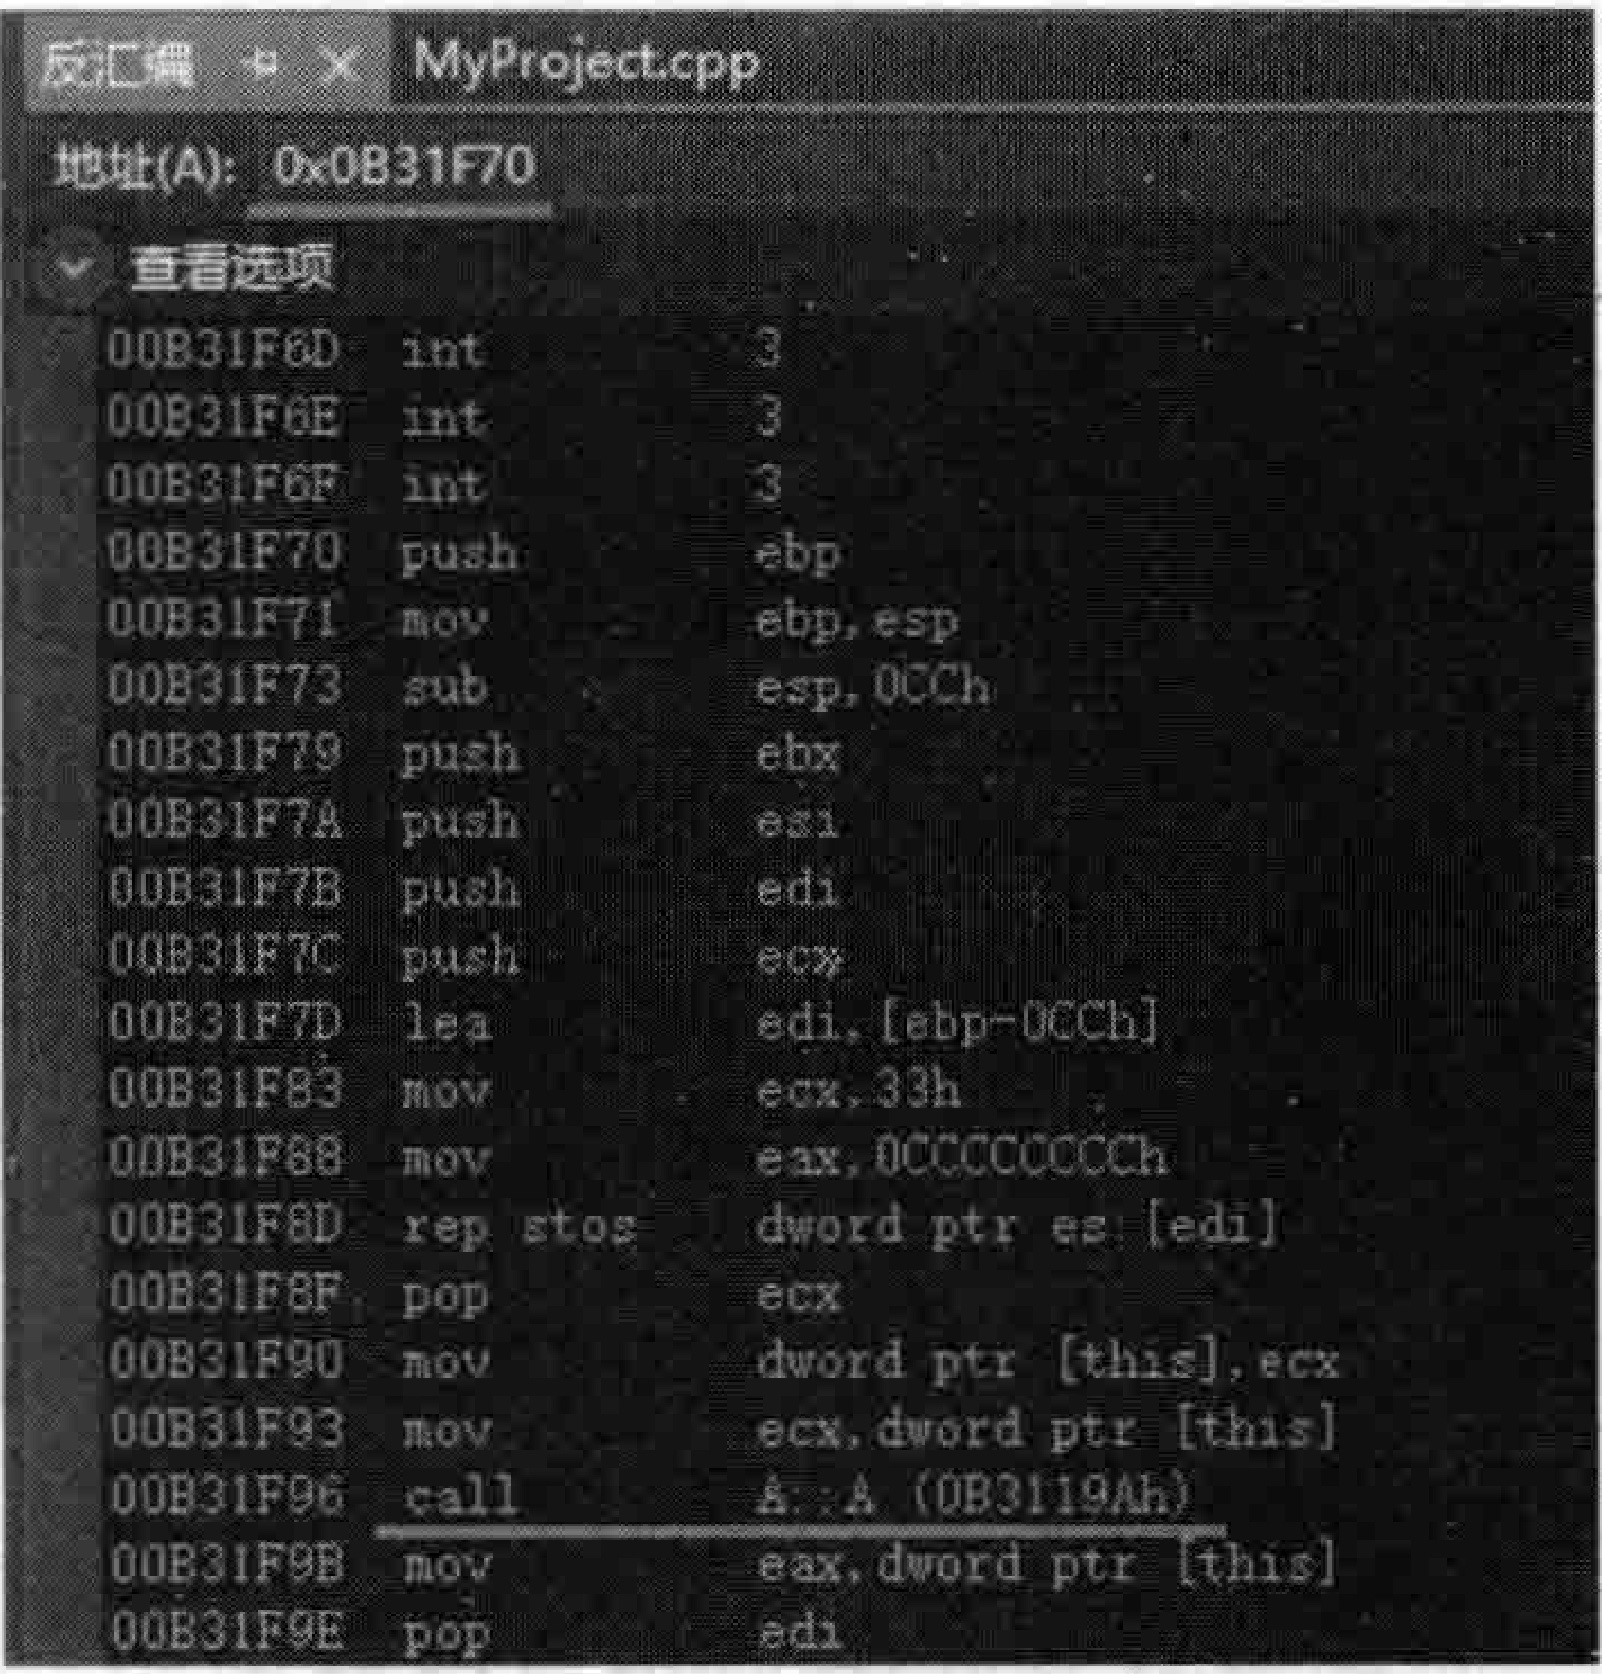 反汇编 MyProject.cpp
地址(A): 0x0B31F70
查看选项
00B31F6D int 3
00B31F6E int 3
00B31F6F int 3
00B31F70 push ebp
00B31F71 mov ebp,esp
00B31F73 sub esp,0CCh
00B31F79 push ebx
00B31F7A push esi
00B31F7B push edi
00B31F7C push ecx
00B31F7D lea edi,[ebp-0CCh]
00B31F83 mov ecx,33h
00B31F88 mov eax,0CCCCCCCCh
00B31F8D rep stos dword ptr es:[edi]
00B31F8F pop ecx
00B31F90 mov dword ptr [this],ecx
00B31F93 mov ecx,dword ptr [this]
00B31F96 call A::A (0B3119Ah)
00B31F9B mov eax,dword ptr [this]
00B31F9E pop edi